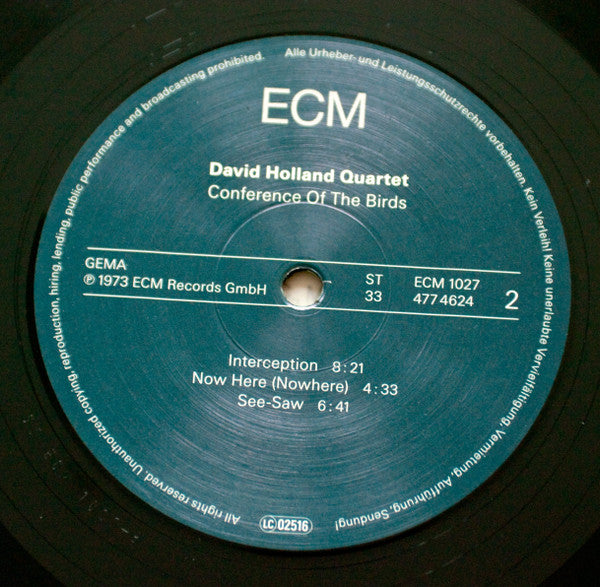 ECM
David Holland Quartet
Conference Of The Birds
GEMA
℗ 1973 ECM Records GmbH
ST
33
ECM 1027
477 4624
2
Interception 8:21
Now Here (Nowhere) 4:33
See-Saw 6:41
Alle Urheber- und Leistungsschutzrechte vorbehalten. Kein Verleih! Keine unerlaubte Vervielfältigung, Vermietung, Aufführung, Sendung!
LC 02516
All rights reserved. Unauthorized copying, reproduction, hiring, lending, public performance and broadcasting prohibited.